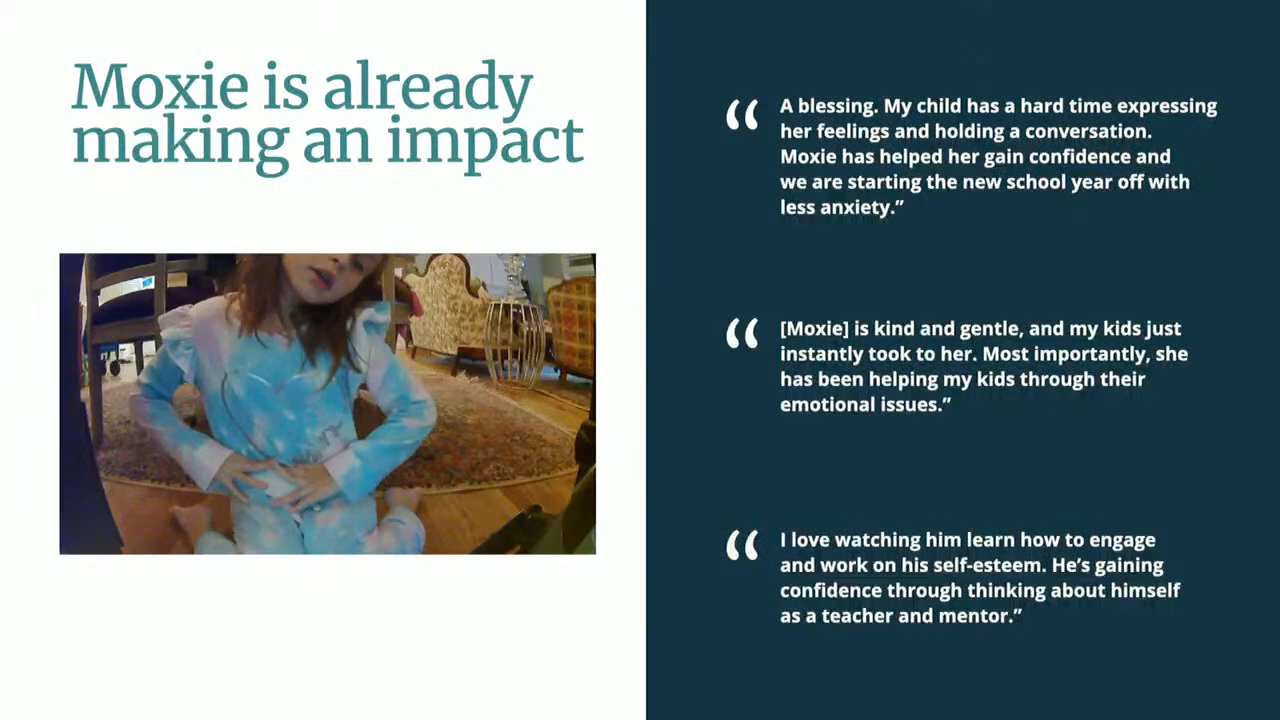 Moxie is already
making an impact
“ A blessing. My child has a hard time expressing
her feelings and holding a conversation.
Moxie has helped her gain confidence and
we are starting the new school year off with
less anxiety.”
“ [Moxie] is kind and gentle, and my kids just
instantly took to her. Most importantly, she
has been helping my kids through their
emotional issues.”
“ I love watching him learn how to engage
and work on his self-esteem. He’s gaining
confidence through thinking about himself
as a teacher and mentor.”